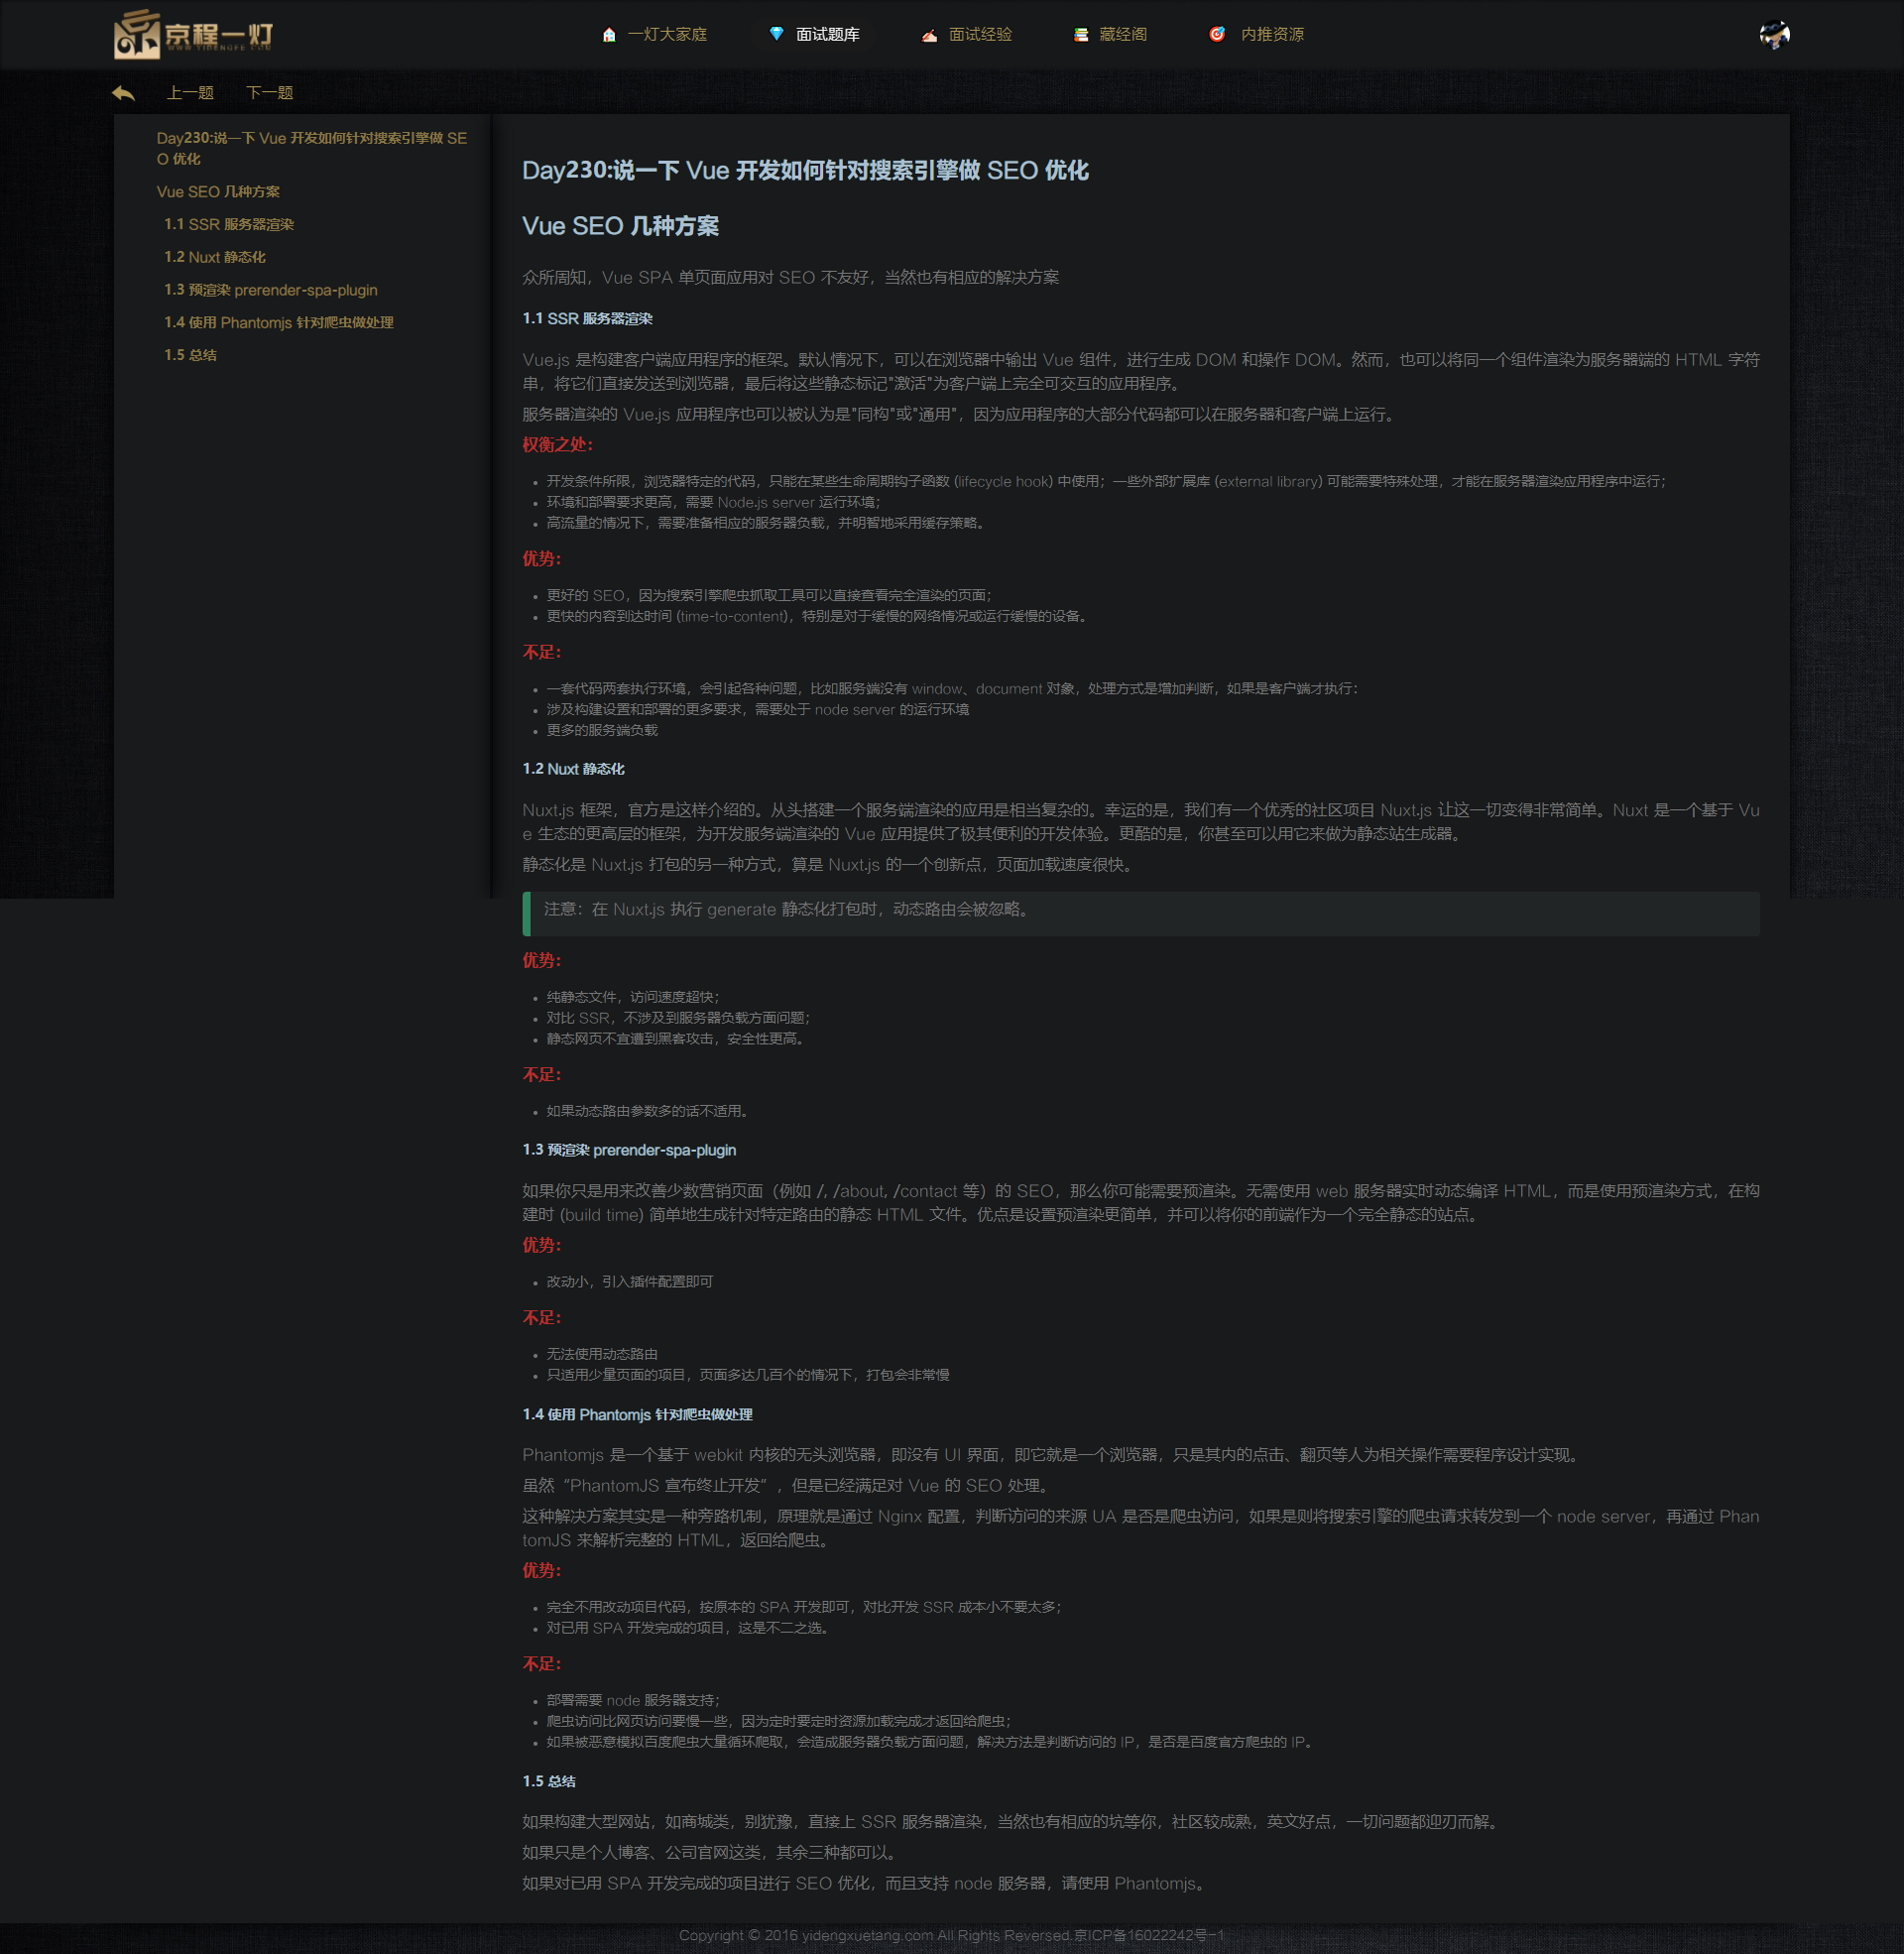 京程一灯
WWW.YIDENGFE.COM
一灯大家庭
面试题库
面试经验
藏经阁
内推资源
上一题
下一题
Day230:说一下 Vue 开发如何针对搜索引擎做 SE
O 优化
Vue SEO 几种方案
1.1 SSR 服务器渲染
1.2 Nuxt 静态化
1.3 预渲染 prerender-spa-plugin
1.4 使用 Phantomjs 针对爬虫做处理
1.5 总结
Day230:说一下 Vue 开发如何针对搜索引擎做 SEO 优化
Vue SEO 几种方案
众所周知，Vue SPA 单页面应用对 SEO 不友好，当然也有相应的解决方案
1.1 SSR 服务器渲染
Vue.js 是构建客户端应用程序的框架。默认情况下，可以在浏览器中输出 Vue 组件，进行生成 DOM 和操作 DOM。然而，也可以将同一个组件渲染为服务器端的 HTML 字符
串，将它们直接发送到浏览器，最后将这些静态标记"激活"为客户端上完全可交互的应用程序。
服务器渲染的 Vue.js 应用程序也可以被认为是"同构"或"通用"，因为应用程序的大部分代码都可以在服务器和客户端上运行。
权衡之处：
• 开发条件所限，浏览器特定的代码，只能在某些生命周期钩子函数 (lifecycle hook) 中使用；一些外部扩展库 (external library) 可能需要特殊处理，才能在服务器渲染应用程序中运行；
• 环境和部署要求更高，需要 Node.js server 运行环境；
• 高流量的情况下，需要准备相应的服务器负载，并明智地采用缓存策略。
优势：
• 更好的 SEO，因为搜索引擎爬虫抓取工具可以直接查看完全渲染的页面；
• 更快的内容到达时间 (time-to-content)，特别是对于缓慢的网络情况或运行缓慢的设备。
不足：
• 一套代码两套执行环境，会引起各种问题，比如服务端没有 window、document 对象，处理方式是增加判断，如果是客户端才执行：
• 涉及构建设置和部署的更多要求，需要处于 node server 的运行环境
• 更多的服务端负载
1.2 Nuxt 静态化
Nuxt.js 框架，官方是这样介绍的。从头搭建一个服务端渲染的应用是相当复杂的。幸运的是，我们有一个优秀的社区项目 Nuxt.js 让这一切变得非常简单。Nuxt 是一个基于 Vu
e 生态的更高层的框架，为开发服务端渲染的 Vue 应用提供了极其便利的开发体验。更酷的是，你甚至可以用它来做为静态站生成器。
静态化是 Nuxt.js 打包的另一种方式，算是 Nuxt.js 的一个创新点，页面加载速度很快。
注意：在 Nuxt.js 执行 generate 静态化打包时，动态路由会被忽略。
优势：
• 纯静态文件，访问速度超快；
• 对比 SSR，不涉及到服务器负载方面问题；
• 静态网页不宜遭到黑客攻击，安全性更高。
不足：
• 如果动态路由参数多的话不适用。
1.3 预渲染 prerender-spa-plugin
如果你只是用来改善少数营销页面（例如 /, /about, /contact 等）的 SEO，那么你可能需要预渲染。无需使用 web 服务器实时动态编译 HTML，而是使用预渲染方式，在构
建时 (build time) 简单地生成针对特定路由的静态 HTML 文件。优点是设置预渲染更简单，并可以将你的前端作为一个完全静态的站点。
优势：
• 改动小，引入插件配置即可
不足：
• 无法使用动态路由
• 只适用少量页面的项目，页面多达几百个的情况下，打包会非常慢
1.4 使用 Phantomjs 针对爬虫做处理
Phantomjs 是一个基于 webkit 内核的无头浏览器，即没有 UI 界面，即它就是一个浏览器，只是其内的点击、翻页等人为相关操作需要程序设计实现。
虽然“PhantomJS 宣布终止开发”，但是已经满足对 Vue 的 SEO 处理。
这种解决方案其实是一种旁路机制，原理就是通过 Nginx 配置，判断访问的来源 UA 是否是爬虫访问，如果是则将搜索引擎的爬虫请求转发到一个 node server，再通过 Phan
tomJS 来解析完整的 HTML，返回给爬虫。
优势：
• 完全不用改动项目代码，按原本的 SPA 开发即可，对比开发 SSR 成本小不要太多；
• 对已用 SPA 开发完成的项目，这是不二之选。
不足：
• 部署需要 node 服务器支持；
• 爬虫访问比网页访问要慢一些，因为定时要定时资源加载完成才返回给爬虫；
• 如果被恶意模拟百度爬虫大量循环爬取，会造成服务器负载方面问题，解决方法是判断访问的 IP，是否是百度官方爬虫的 IP。
1.5 总结
如果构建大型网站，如商城类，别犹豫，直接上 SSR 服务器渲染，当然也有相应的坑等你，社区较成熟，英文好点，一切问题都迎刃而解。
如果只是个人博客、公司官网这类，其余三种都可以。
如果对已用 SPA 开发完成的项目进行 SEO 优化，而且支持 node 服务器，请使用 Phantomjs。
Copyright © 2016 yidengxuetang.com All Rights Reversed.京ICP备16022242号-1